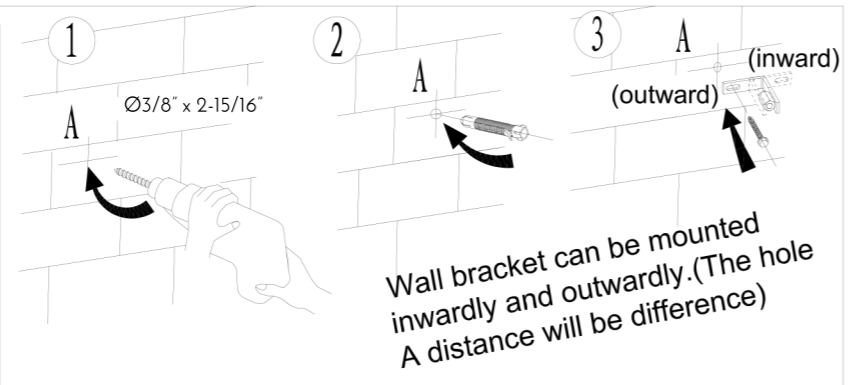 1
A
Ø3/8″ x 2-15/16″
2
A
3
A
(inward)
(outward)
Wall bracket can be mounted
inwardly and outwardly.(The hole
A distance will be difference)